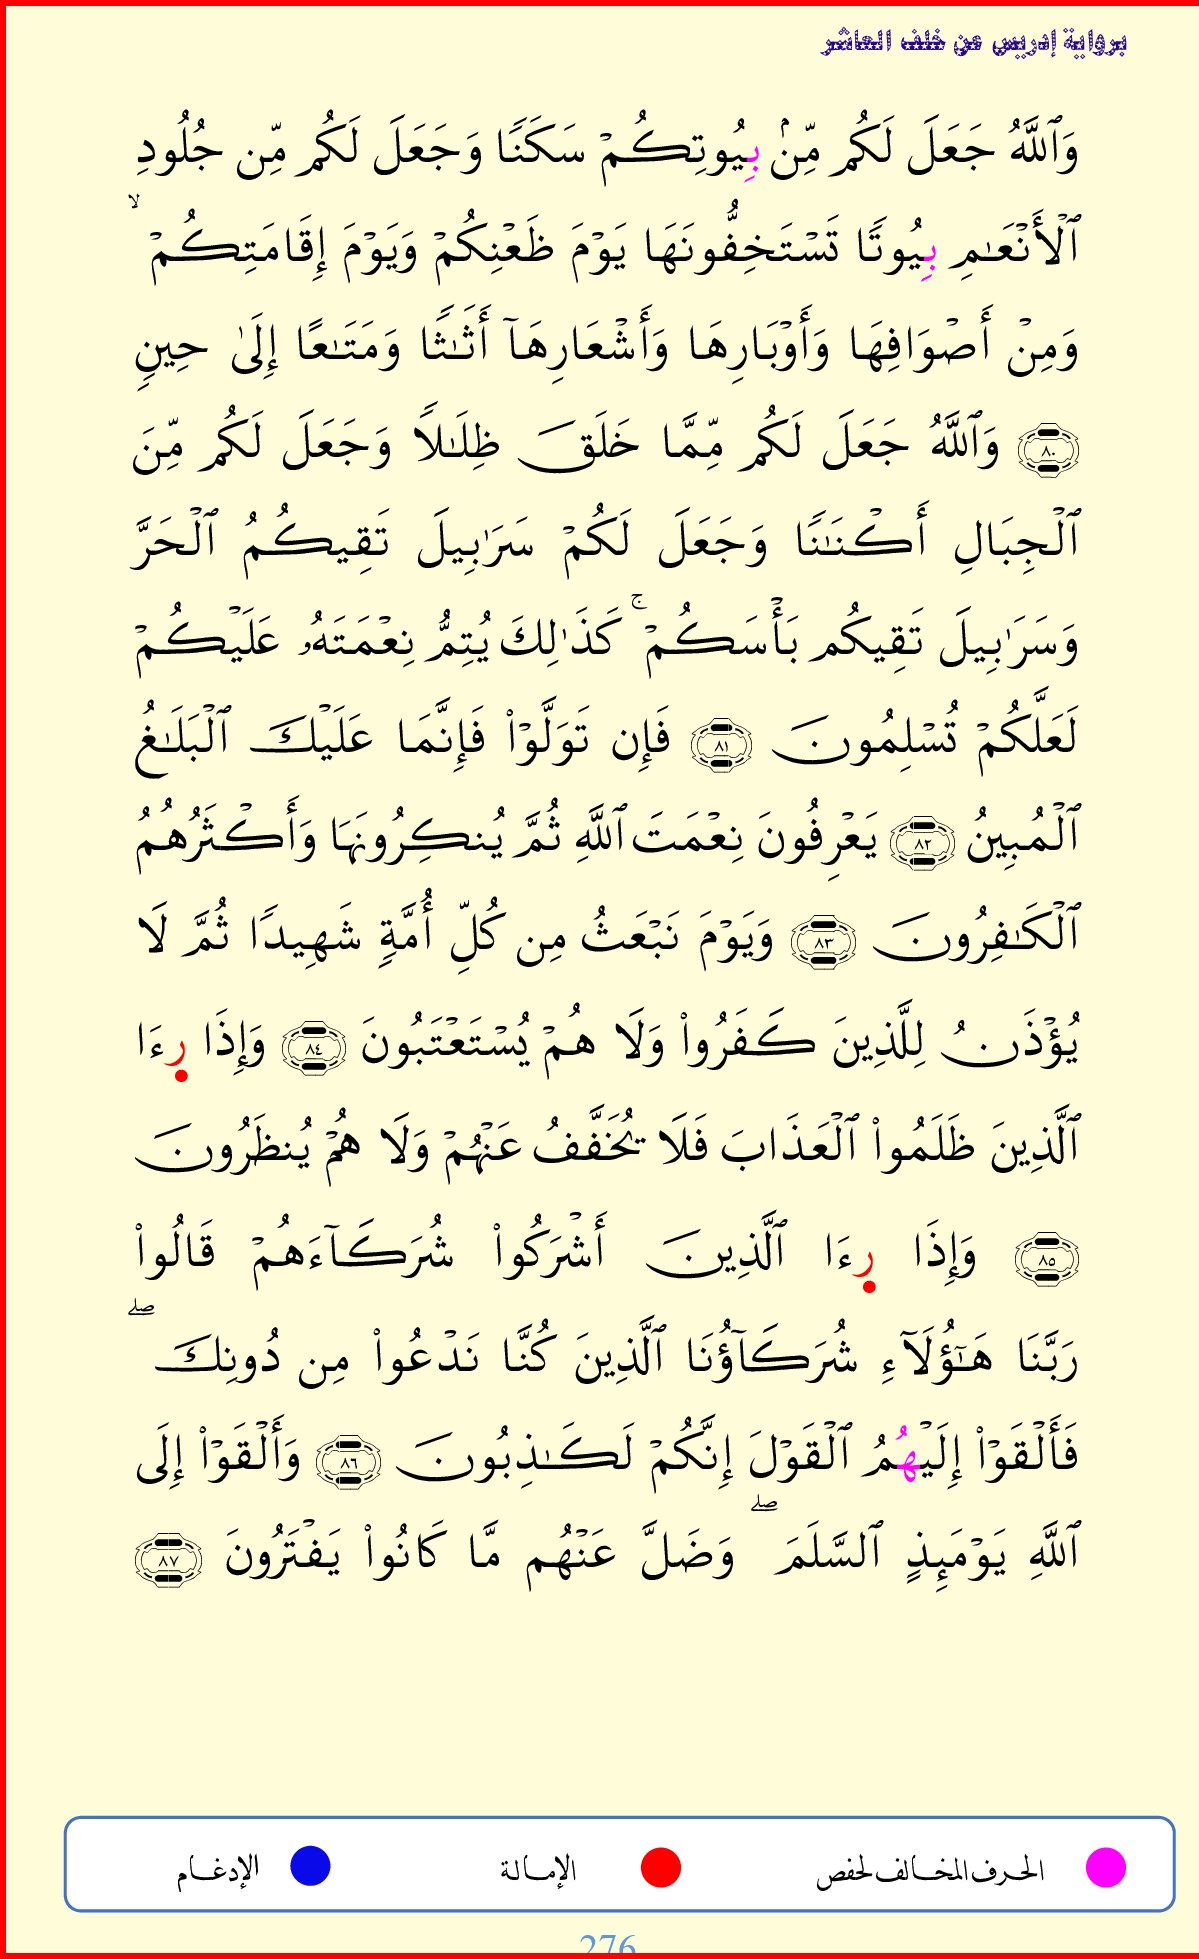 برواية إدريس عن خلف العاشر
وَٱللَّهُ جَعَلَ لَكُم مِّنۢ بِيُوتِكُمۡ سَكَنٗا وَجَعَلَ لَكُم مِّن جُلُودِ
ٱلۡأَنۡعَٰمِ بِيُوتٗا تَسۡتَخِفُّونَهَا يَوۡمَ ظَعۡنِكُمۡ وَيَوۡمَ إِقَامَتِكُمۡ ۙ
وَمِنۡ أَصۡوَافِهَا وَأَوۡبَارِهَا وَأَشۡعَارِهَآ أَثَٰثٗا وَمَتَٰعًا إِلَىٰ حِينٖ
٨٠ وَٱللَّهُ جَعَلَ لَكُم مِّمَّا خَلَقَ ظِلَٰلٗا وَجَعَلَ لَكُم مِّنَ
ٱلۡجِبَالِ أَكۡنَٰنٗا وَجَعَلَ لَكُمۡ سَرَٰبِيلَ تَقِيكُمُ ٱلۡحَرَّ
وَسَرَٰبِيلَ تَقِيكُم بَأۡسَكُمۡۚ كَذَٰلِكَ يُتِمُّ نِعۡمَتَهُۥ عَلَيۡكُمۡ
لَعَلَّكُمۡ تُسۡلِمُونَ ٨١ فَإِن تَوَلَّوۡاْ فَإِنَّمَا عَلَيۡكَ ٱلۡبَلَٰغُ
ٱلۡمُبِينُ ٨٢ يَعۡرِفُونَ نِعۡمَتَ ٱللَّهِ ثُمَّ يُنكِرُونَهَا وَأَكۡثَرُهُمُ
ٱلۡكَٰفِرُونَ ٨٣ وَيَوۡمَ نَبۡعَثُ مِن كُلِّ أُمَّةٖ شَهِيدٗا ثُمَّ لَا
يُؤۡذَنُ لِلَّذِينَ كَفَرُواْ وَلَا هُمۡ يُسۡتَعۡتَبُونَ ٨٤ وَإِذَا رِءَا
ٱلَّذِينَ ظَلَمُواْ ٱلۡعَذَابَ فَلَا يُخَفَّفُ عَنۡهُمۡ وَلَا هُمۡ يُنظَرُونَ
٨٥ وَإِذَا رِءَا ٱلَّذِينَ أَشۡرَكُواْ شُرَكَآءَهُمۡ قَالُواْ
رَبَّنَا هَٰٓؤُلَآءِ شُرَكَآؤُنَا ٱلَّذِينَ كُنَّا نَدۡعُواْ مِن دُونِكَ ۖ
فَأَلۡقَوۡاْ إِلَيۡهُمُ ٱلۡقَوۡلَ إِنَّكُمۡ لَكَٰذِبُونَ ٨٦ وَأَلۡقَوۡاْ إِلَى
ٱللَّهِ يَوۡمَئِذٍ ٱلسَّلَمَ ۖ وَضَلَّ عَنۡهُم مَّا كَانُواْ يَفۡتَرُونَ ٨٧
الحرف المخالف لحفص الإمالة الإدغام
276